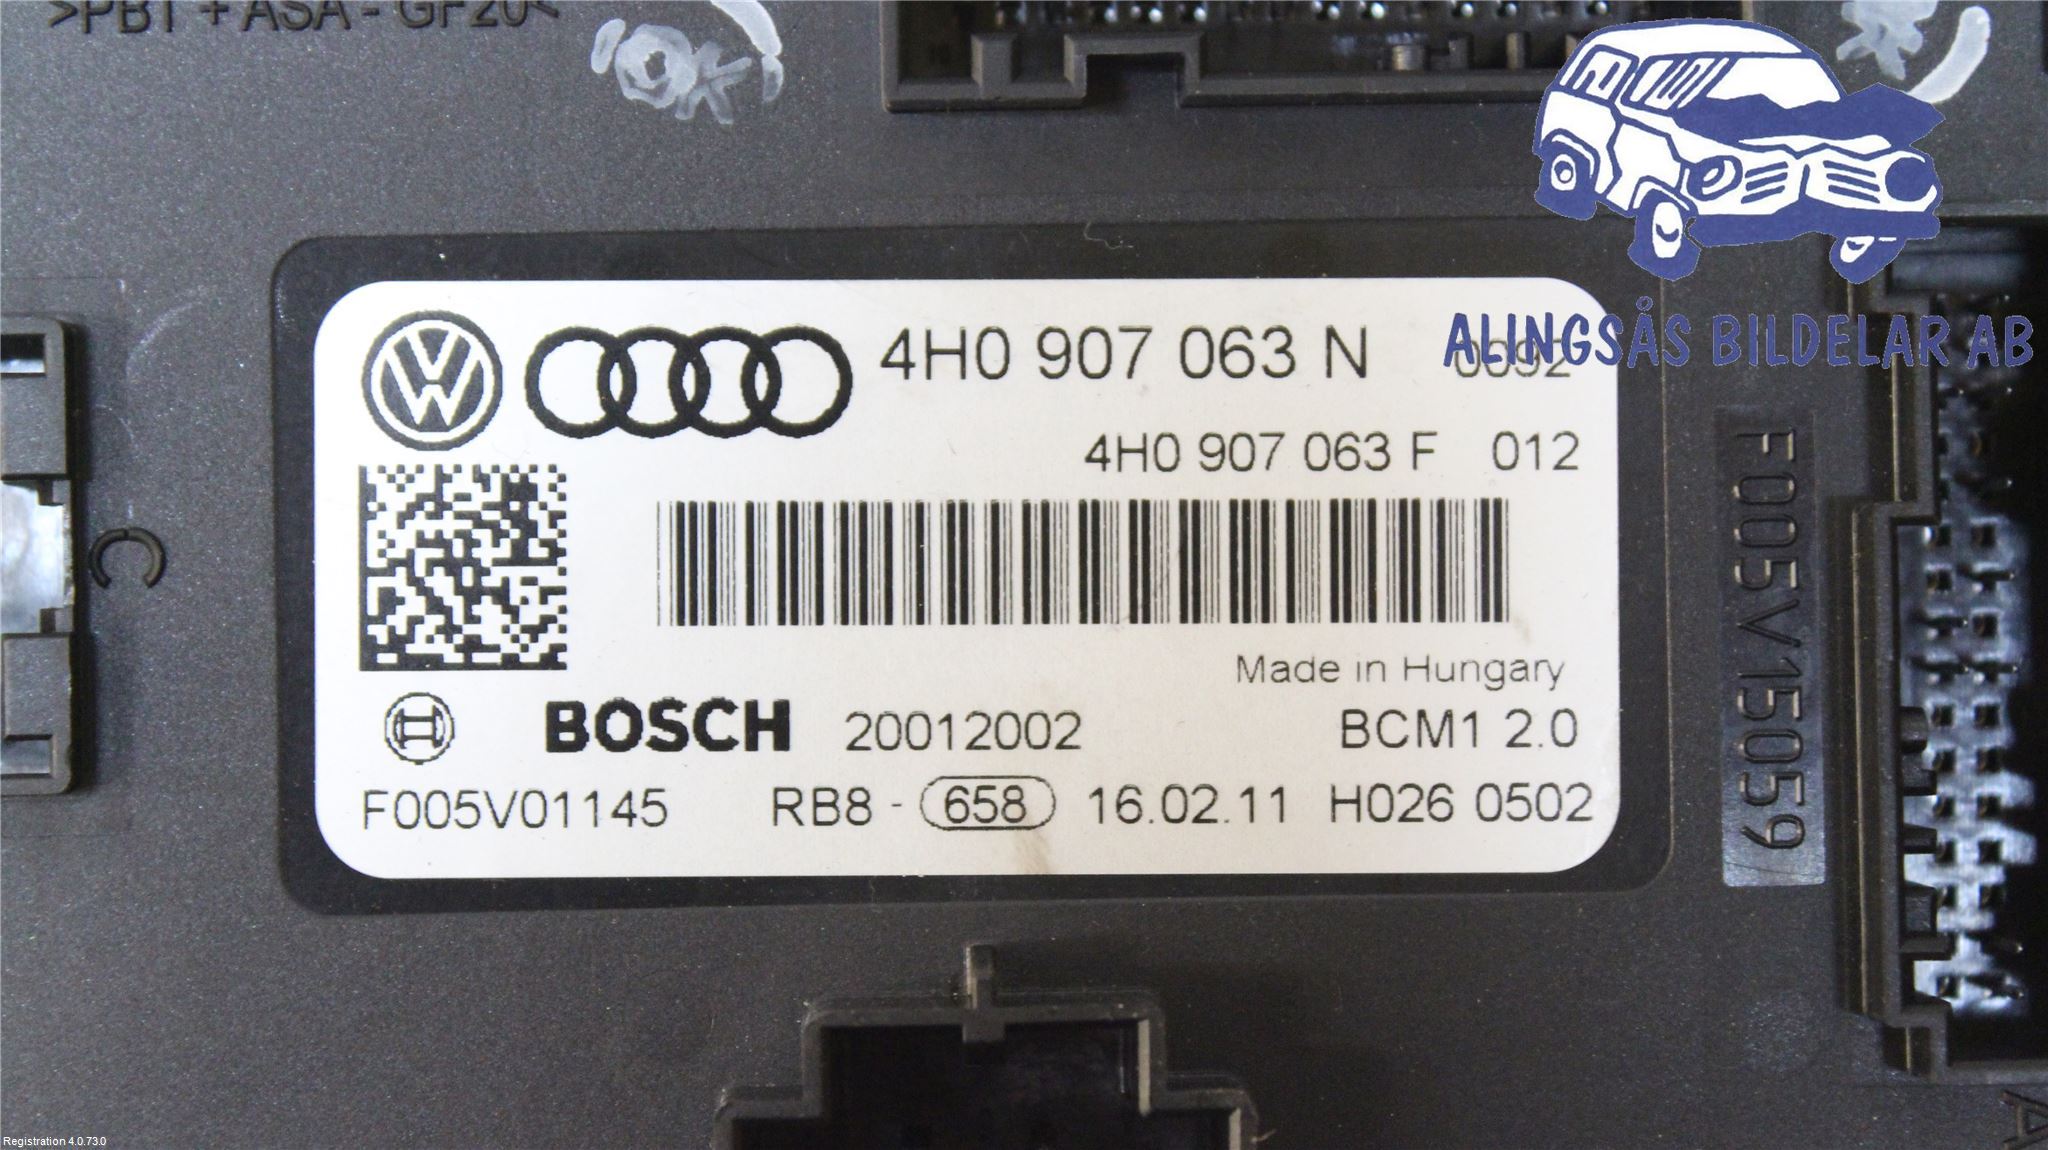 >PBT + ASA - GF20<
OK
4H0 907 063 N 0092
ALINGSÅS BILDELAR AB
4H0 907 063 F 012
F005V15059
C
Made in Hungary
BOSCH 20012002 BCM1 2.0
F005V01145 RB8 - 658 16.02.11 H026 0502
A
Registration 4.0.73.0